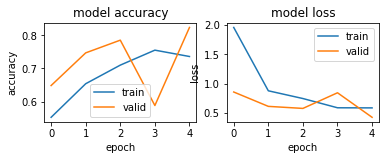 model accuracy
0.8
0.7
0.6
accuracy
train
valid
0 1 2 3 4
epoch
model loss
2.0
1.5
1.0
0.5
loss
train
valid
0 1 2 3 4
epoch